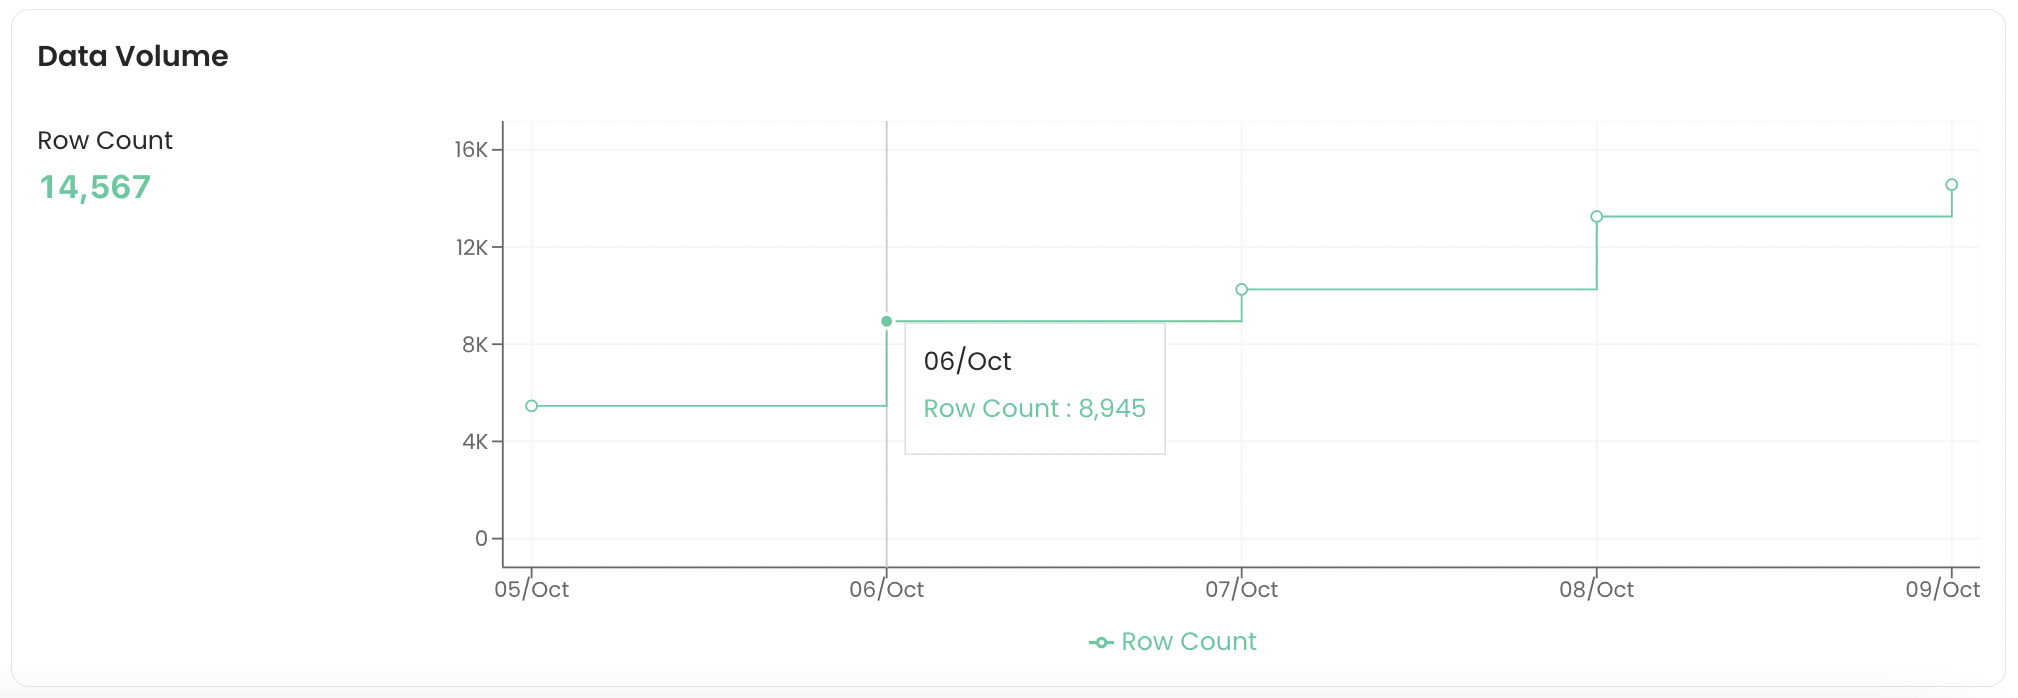 Data Volume
Row Count
14,567
16K
12K
8K
4K
0
06/Oct
Row Count : 8,945
05/Oct 06/Oct 07/Oct 08/Oct 09/Oct
Row Count